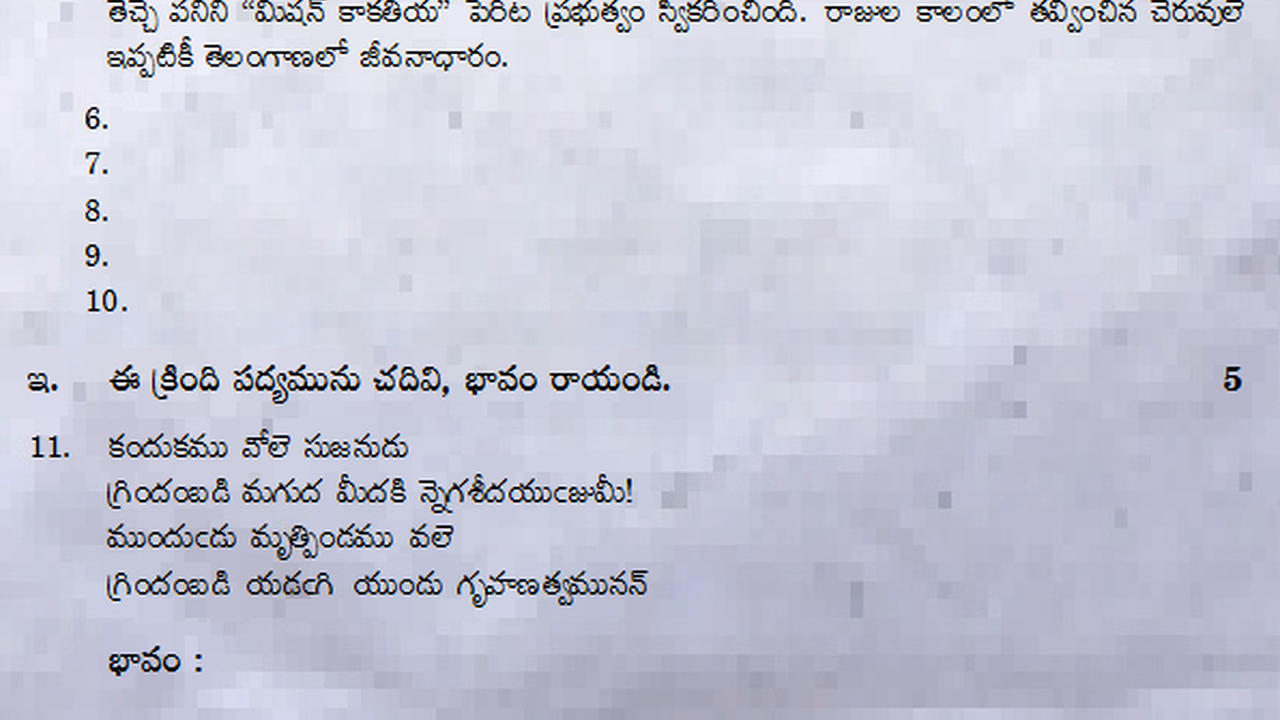 తెచ్చే పనిని “మిషన్ కాకతీయ” పేరిట ప్రభుత్వం స్వీకరించింది. రాజుల కాలంలో తవ్వించిన చెరువులే
ఇప్పటికీ తెలంగాణలో జీవనాధారం.
6.
7.
8.
9.
10.
ఇ. ఈ క్రింది పద్యమును చదివి, భావం రాయండి. 5
11. కందుకము వోలె సుజనుడు
గ్రిందంబడి మగుద మీదకి న్నెగశీదయుఁజుమీ!
ముందుఁడు మృత్పిండము వలె
గ్రిందంబడి యడఁగి యుండు గృహణత్వమునన్
భావం :